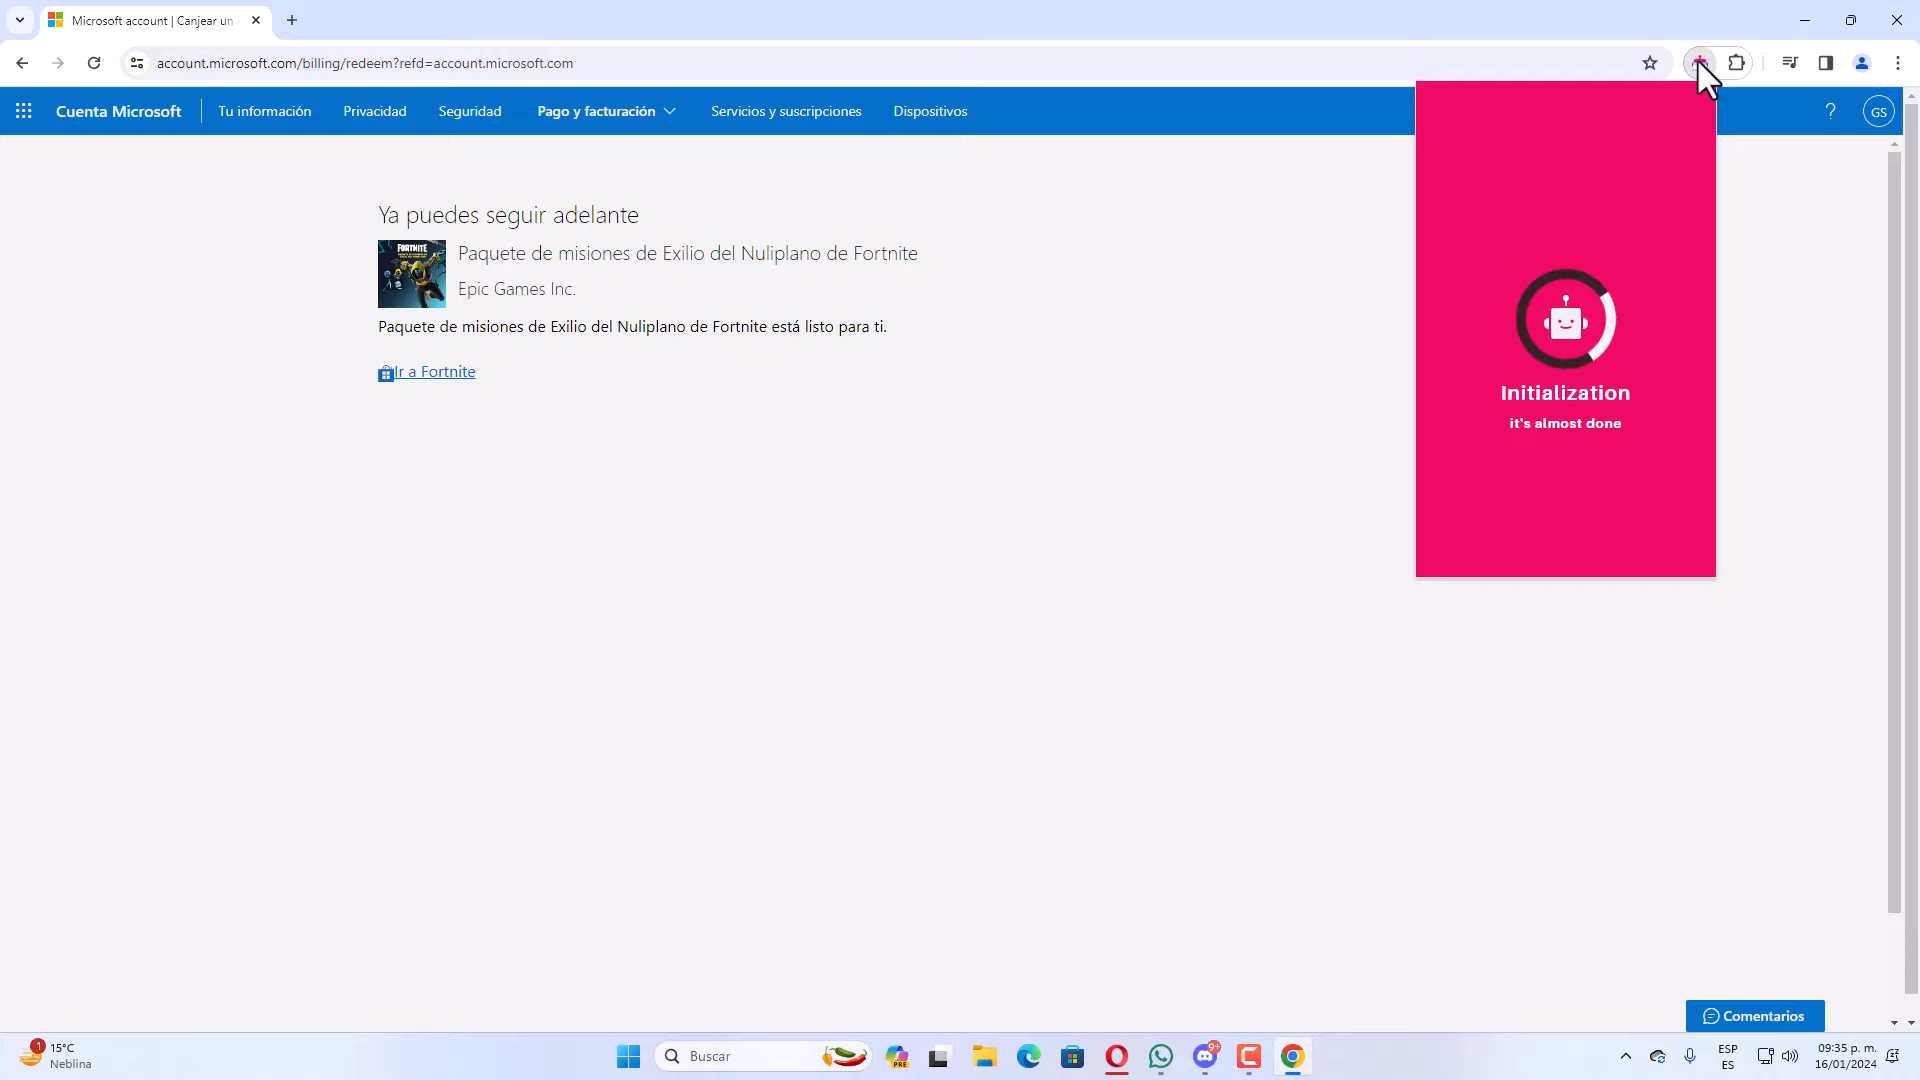 Microsoft account | Canjear un
account.microsoft.com/billing/redeem?refd=account.microsoft.com
Cuenta Microsoft
Tu información
Privacidad
Seguridad
Pago y facturación
Servicios y suscripciones
Dispositivos
?
GS
Ya puedes seguir adelante
FORTNITE
Paquete de misiones de Exilio del Nuliplano de Fortnite
Epic Games Inc.
Paquete de misiones de Exilio del Nuliplano de Fortnite está listo para ti.
Ir a Fortnite
Initialization
it's almost done
Comentarios
1
15°C
Neblina
Buscar
PRE
9+
ESP
ES
09:35 p. m.
16/01/2024